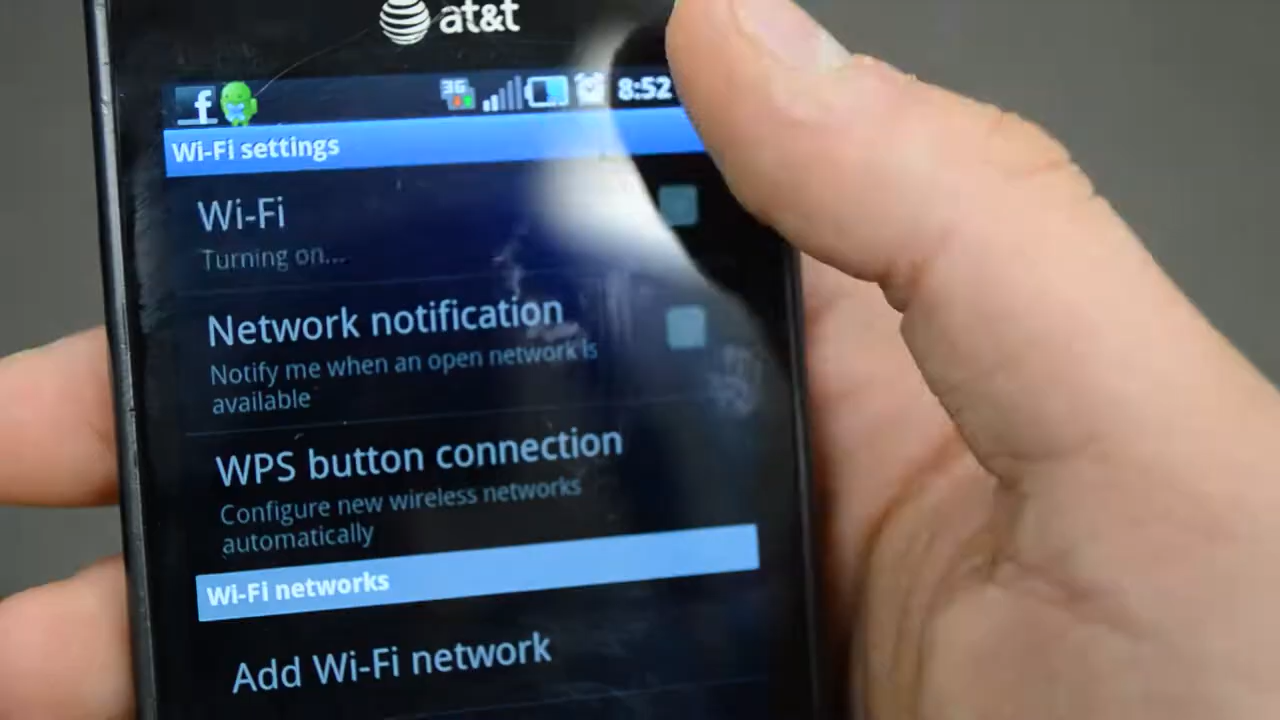 at&t
f 3G 8:52
Wi-Fi settings
Wi-Fi
Turning on...
Network notification
Notify me when an open network is
available
WPS button connection
Configure new wireless networks
automatically
Wi-Fi networks
Add Wi-Fi network